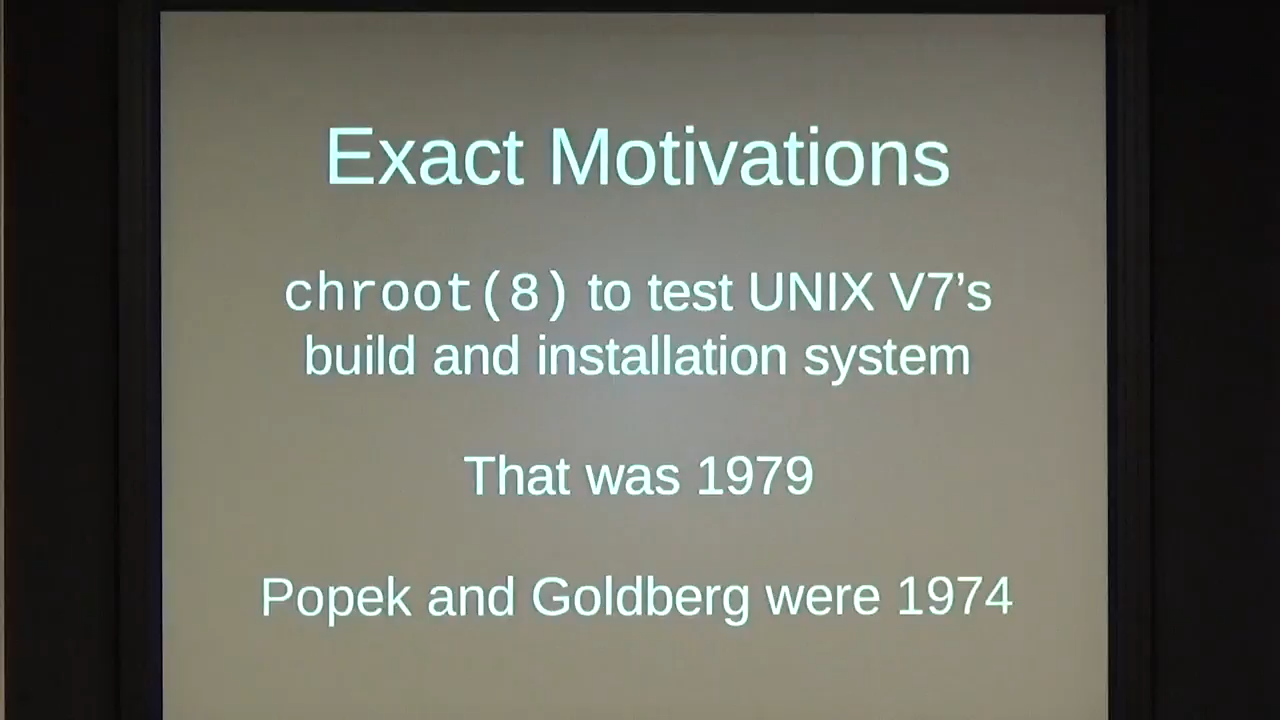 Exact Motivations
chroot(8) to test UNIX V7’s
build and installation system
That was 1979
Popek and Goldberg were 1974